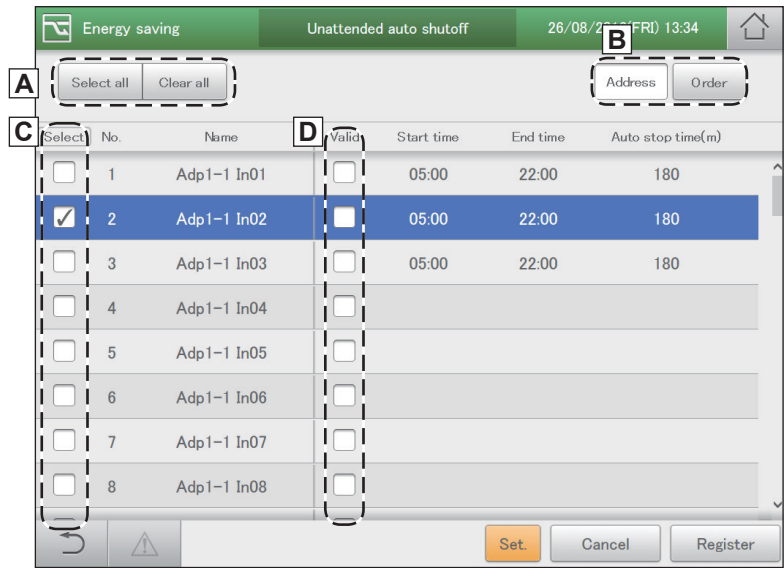 Energy saving Unattended auto shutoff 26/08/2 (FRI) 13:34
B
A Select all Clear all Address Order
C Select No. Name D Valid Start time End time Auto stop time(m)
1 Adp1-1 In01 05:00 22:00 180
2 Adp1-1 In02 05:00 22:00 180
3 Adp1-1 In03 05:00 22:00 180
4 Adp1-1 In04
5 Adp1-1 In05
6 Adp1-1 In06
7 Adp1-1 In07
8 Adp1-1 In08
Set. Cancel Register